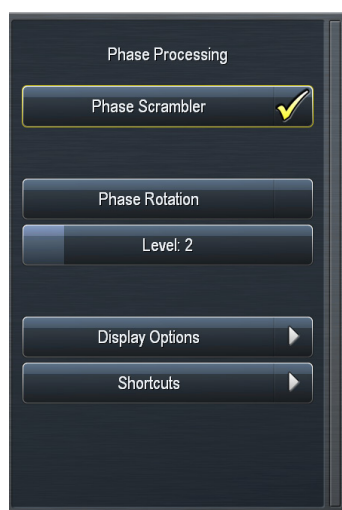 Phase Processing
Phase Scrambler
Phase Rotation
Level: 2
Display Options
Shortcuts